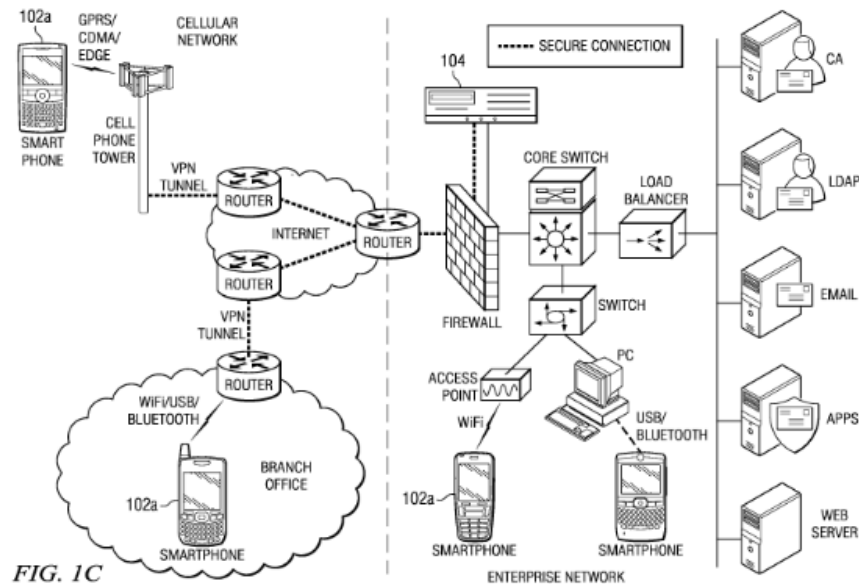 102a
GPRS/
CDMA/
EDGE
CELLULAR
NETWORK
SMART
PHONE
CELL
PHONE
TOWER
VPN
TUNNEL
ROUTER
INTERNET
ROUTER
ROUTER
VPN
TUNNEL
ROUTER
WiFi/USB/
BLUETOOTH
BRANCH
OFFICE
102a
SMARTPHONE
FIG. 1C
SECURE CONNECTION
104
CORE SWITCH
LOAD
BALANCER
FIREWALL
SWITCH
ACCESS
POINT
PC
WiFi
USB/
BLUETOOTH
102a
SMARTPHONE
SMARTPHONE
ENTERPRISE NETWORK
CA
LDAP
EMAIL
APPS
WEB
SERVER